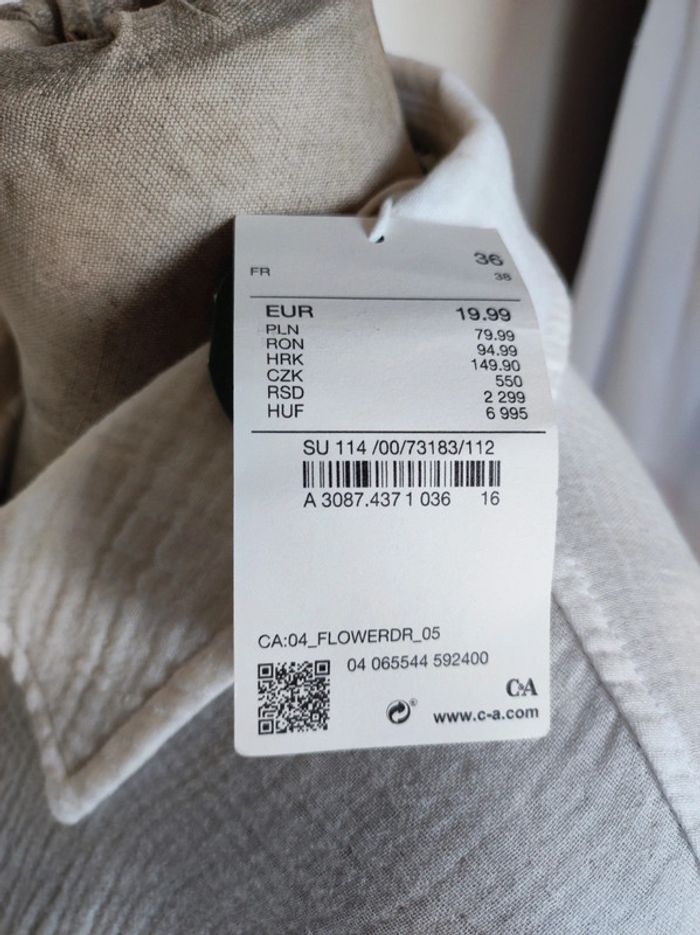 36
FR 38
EUR 19.99
PLN 79.99
RON 94.99
HRK 149.90
CZK 550
RSD 2 299
HUF 6 995
SU 114 /00/73183/112
A 3087.437 1 036 16
CA:04_FLOWERDR_05
04 065544 592400
C&A
www.c-a.com